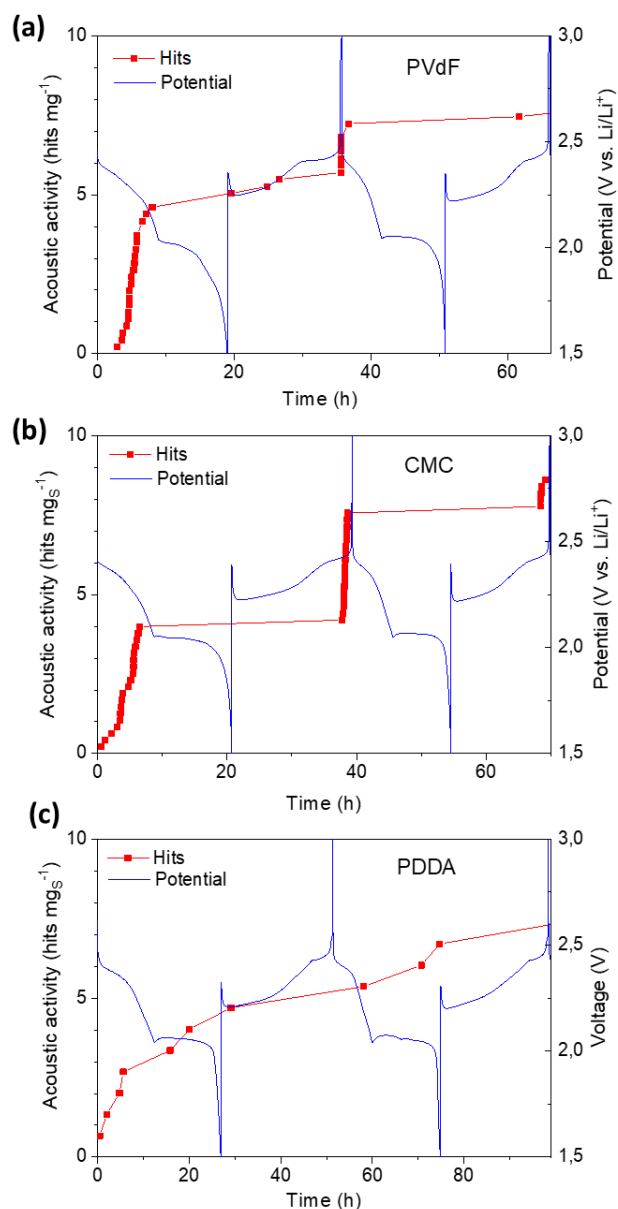 (a)
Hits
Potential
PVdF
Acoustic activity (hits mg⁻¹)
Potential (V vs. Li/Li⁺)
10
5
0
3,0
2,5
2,0
1,5
0 20 40 60
Time (h)
(b)
Hits
Potential
CMC
Acoustic activity (hits mgS⁻¹)
Potential (V vs. Li/Li⁺)
10
5
0
3,0
2,5
2,0
1,5
0 20 40 60
Time (h)
(c)
Hits
Potential
PDDA
Acoustic activity (hits mgS⁻¹)
Voltage (V)
10
5
0
3,0
2,5
2,0
1,5
0 20 40 60 80
Time (h)